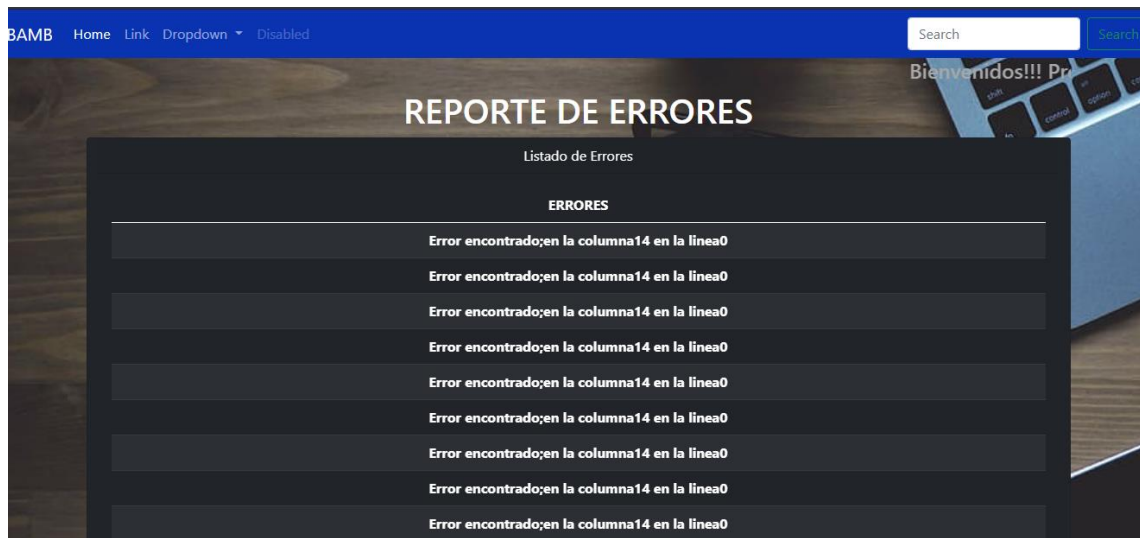 BAMB Home Link Dropdown Disabled Search Search
Bienvenidos!!!
REPORTE DE ERRORES
Listado de Errores
ERRORES
Error encontrado;en la columna14 en la linea0
Error encontrado;en la columna14 en la linea0
Error encontrado;en la columna14 en la linea0
Error encontrado;en la columna14 en la linea0
Error encontrado;en la columna14 en la linea0
Error encontrado;en la columna14 en la linea0
Error encontrado;en la columna14 en la linea0
Error encontrado;en la columna14 en la linea0
Error encontrado;en la columna14 en la linea0
shift
control
option